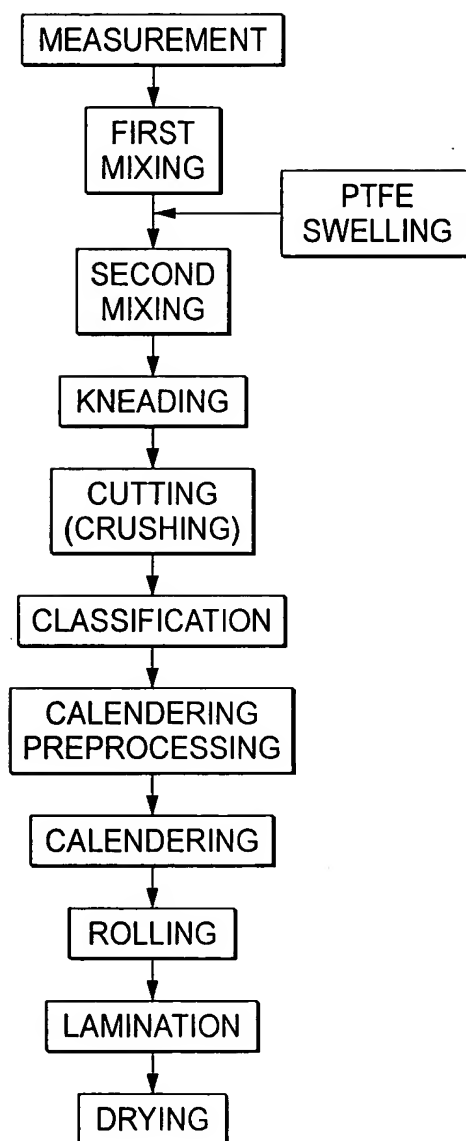 MEASUREMENT
FIRST
MIXING
PTFE
SWELLING
SECOND
MIXING
KNEADING
CUTTING
(CRUSHING)
CLASSIFICATION
CALENDERING
PREPROCESSING
CALENDERING
ROLLING
LAMINATION
DRYING